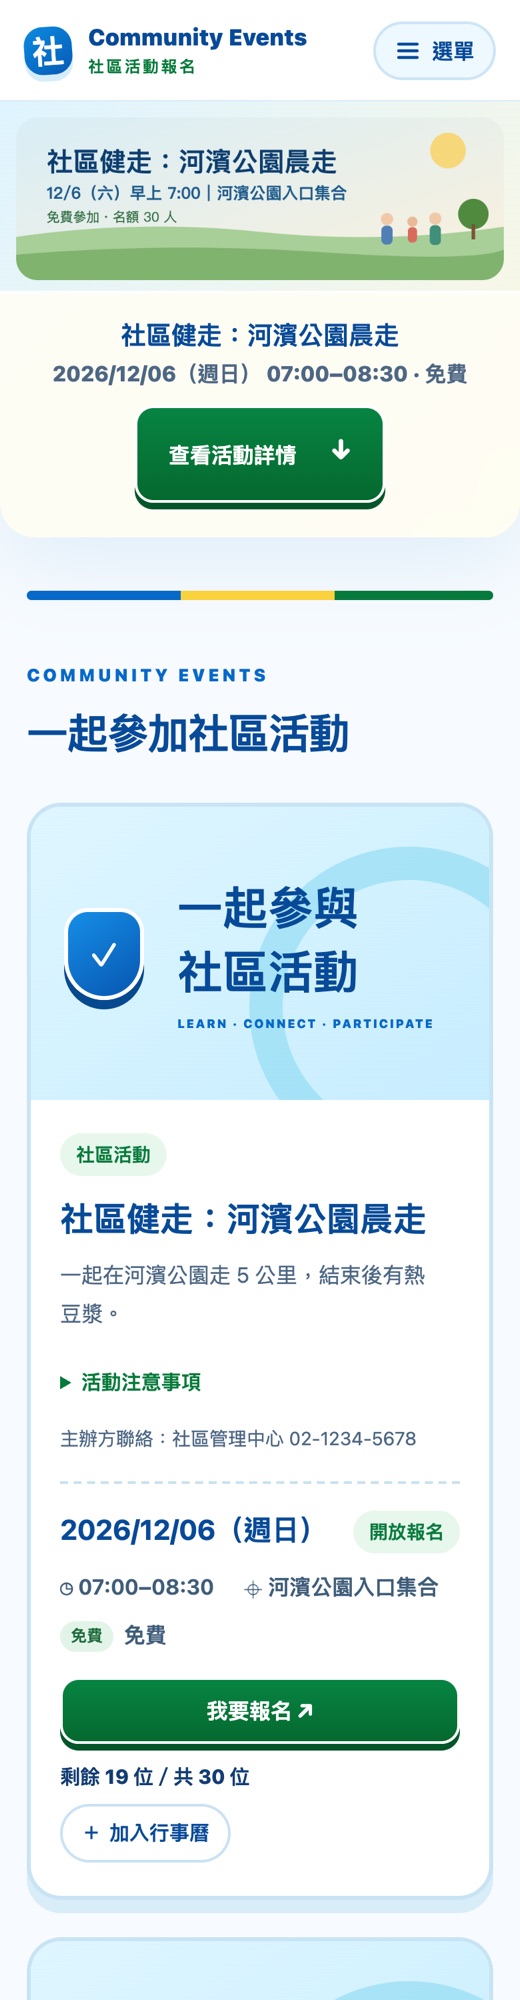 社
Community Events
社區活動報名
選單
社區健走：河濱公園晨走
12/6（六）早上 7:00｜河濱公園入口集合
免費參加・名額 30 人
社區健走：河濱公園晨走
2026/12/06（週日） 07:00–08:30 · 免費
查看活動詳情 ↓
COMMUNITY EVENTS
一起參加社區活動
一起參與
社區活動
LEARN · CONNECT · PARTICIPATE
社區活動
社區健走：河濱公園晨走
一起在河濱公園走 5 公里，結束後有熱
豆漿。
▶ 活動注意事項
主辦方聯絡：社區管理中心 02-1234-5678
2026/12/06（週日） 開放報名
◷ 07:00–08:30 ⌖ 河濱公園入口集合
免費 免費
我要報名 ↗
剩餘 19 位 / 共 30 位
＋ 加入行事曆